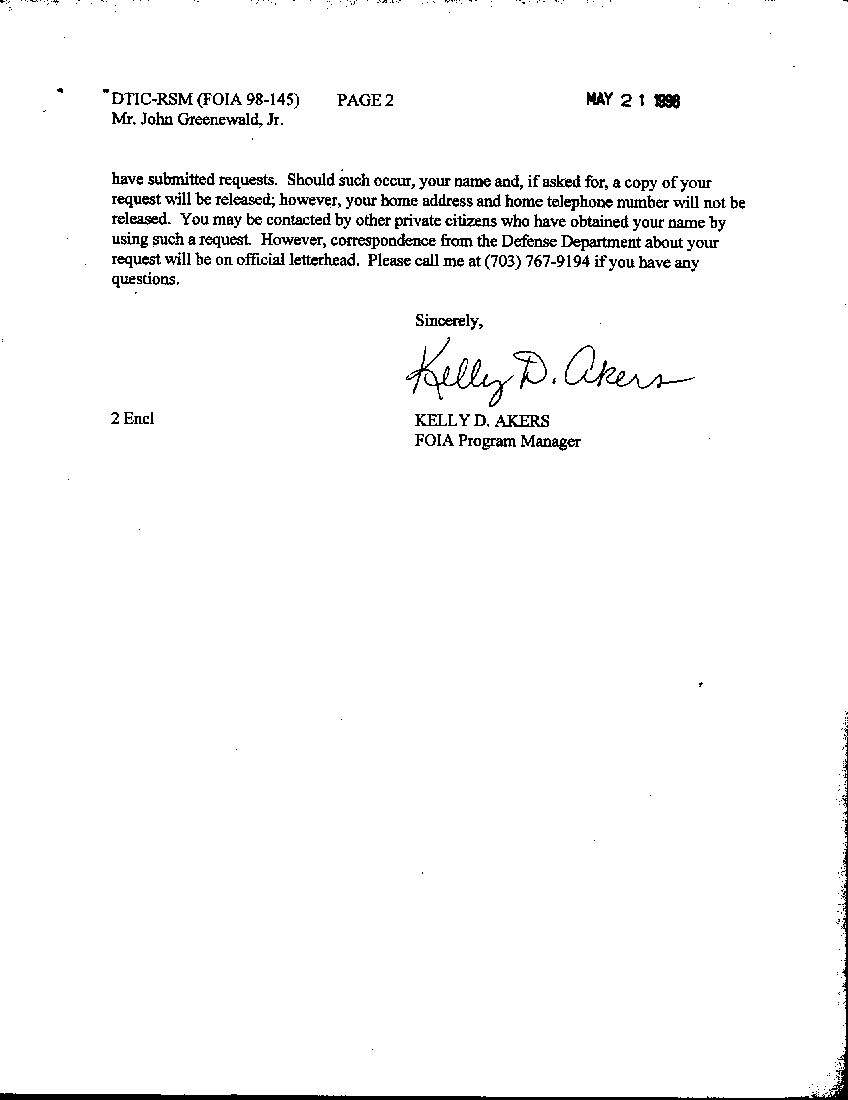 DTIC-RSM (FOIA 98-145) PAGE 2 MAY 21 1998
Mr. John Greenewald, Jr.
have submitted requests. Should such occur, your name and, if asked for, a copy of your
request will be released; however, your home address and home telephone number will not be
released. You may be contacted by other private citizens who have obtained your name by
using such a request. However, correspondence from the Defense Department about your
request will be on official letterhead. Please call me at (703) 767-9194 if you have any
questions.
Sincerely,
Kelly D. Akers
2 Encl KELLY D. AKERS
FOIA Program Manager